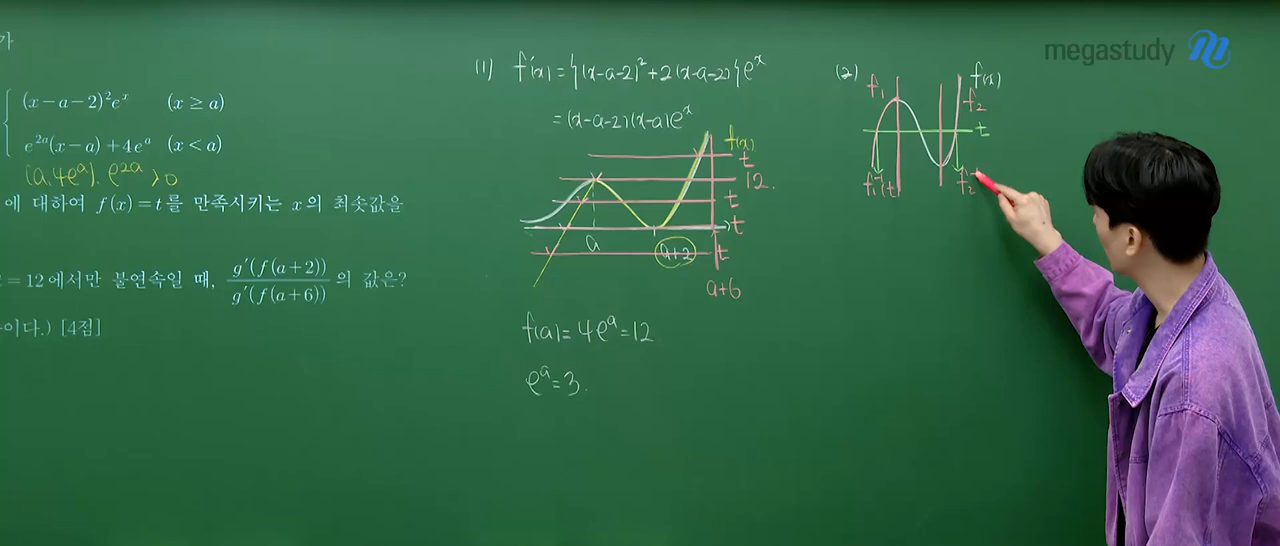 megastudy
가
(x-a-2)²eˣ (x≥a)
e²ᵃ(x-a)+4eᵃ (x<a)
(a, 4eᵃ). e²ᵃ>0
에 대하여 f(x)=t를 만족시키는 x의 최솟값을
=12에서만 불연속일 때, g′(f(a+2))/g′(f(a+6))의 값은?
이다.) [4점]
(1) f′(x)={(x-a-2)²+2(x-a-2)}eˣ
=(x-a-2)(x-a)eˣ
f(x)
t
12.
t
t
a
a+2
t
a+6
f(a)=4eᵃ=12
eᵃ=3.
(2)
f₁
f(x)
f₂
t
f₁⁻¹(t)
f₂⁻